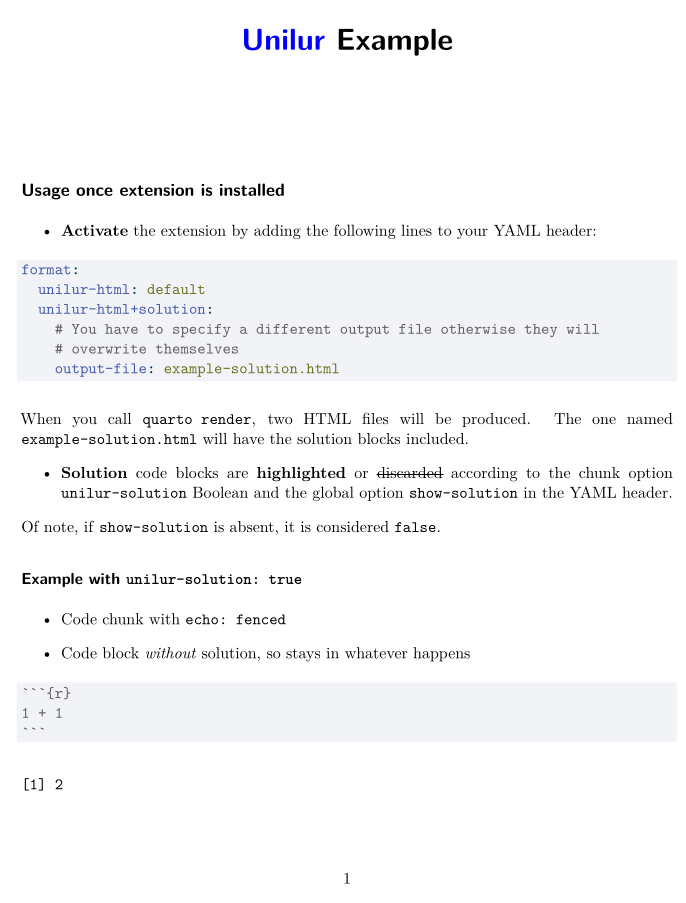 Unilur Example
Usage once extension is installed
• Activate the extension by adding the following lines to your YAML header:
format:
  unilur-html: default
  unilur-html+solution:
    # You have to specify a different output file otherwise they will
    # overwrite themselves
    output-file: example-solution.html
When you call quarto render, two HTML files will be produced. The one named
example-solution.html will have the solution blocks included.
• Solution code blocks are highlighted or discarded according to the chunk option
unilur-solution Boolean and the global option show-solution in the YAML header.
Of note, if show-solution is absent, it is considered false.
Example with unilur-solution: true
• Code chunk with echo: fenced
• Code block without solution, so stays in whatever happens
```{r}
1 + 1
```
[1] 2
1